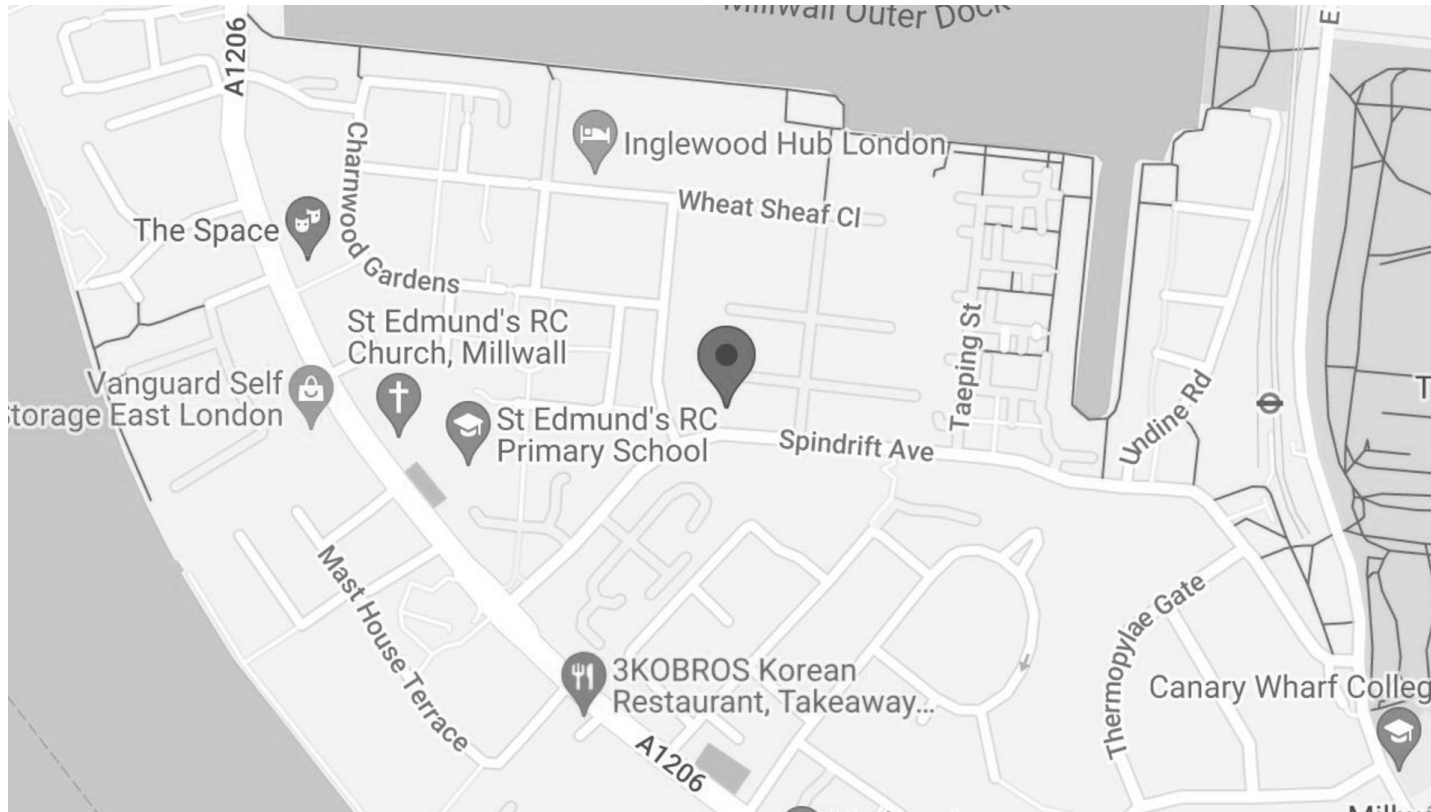 Millwall Outer Dock
E
A1206
Inglewood Hub London
Charnwood Gardens
Wheat Sheaf Cl
The Space
St Edmund's RC
Church, Millwall
Taeping St
Vanguard Self
Storage East London
T
Undine Rd
St Edmund's RC
Primary School
Spindrift Ave
Mast House Terrace
Thermopylae Gate
3KOBROS Korean
Restaurant, Takeaway...
Canary Wharf Colleg
A1206